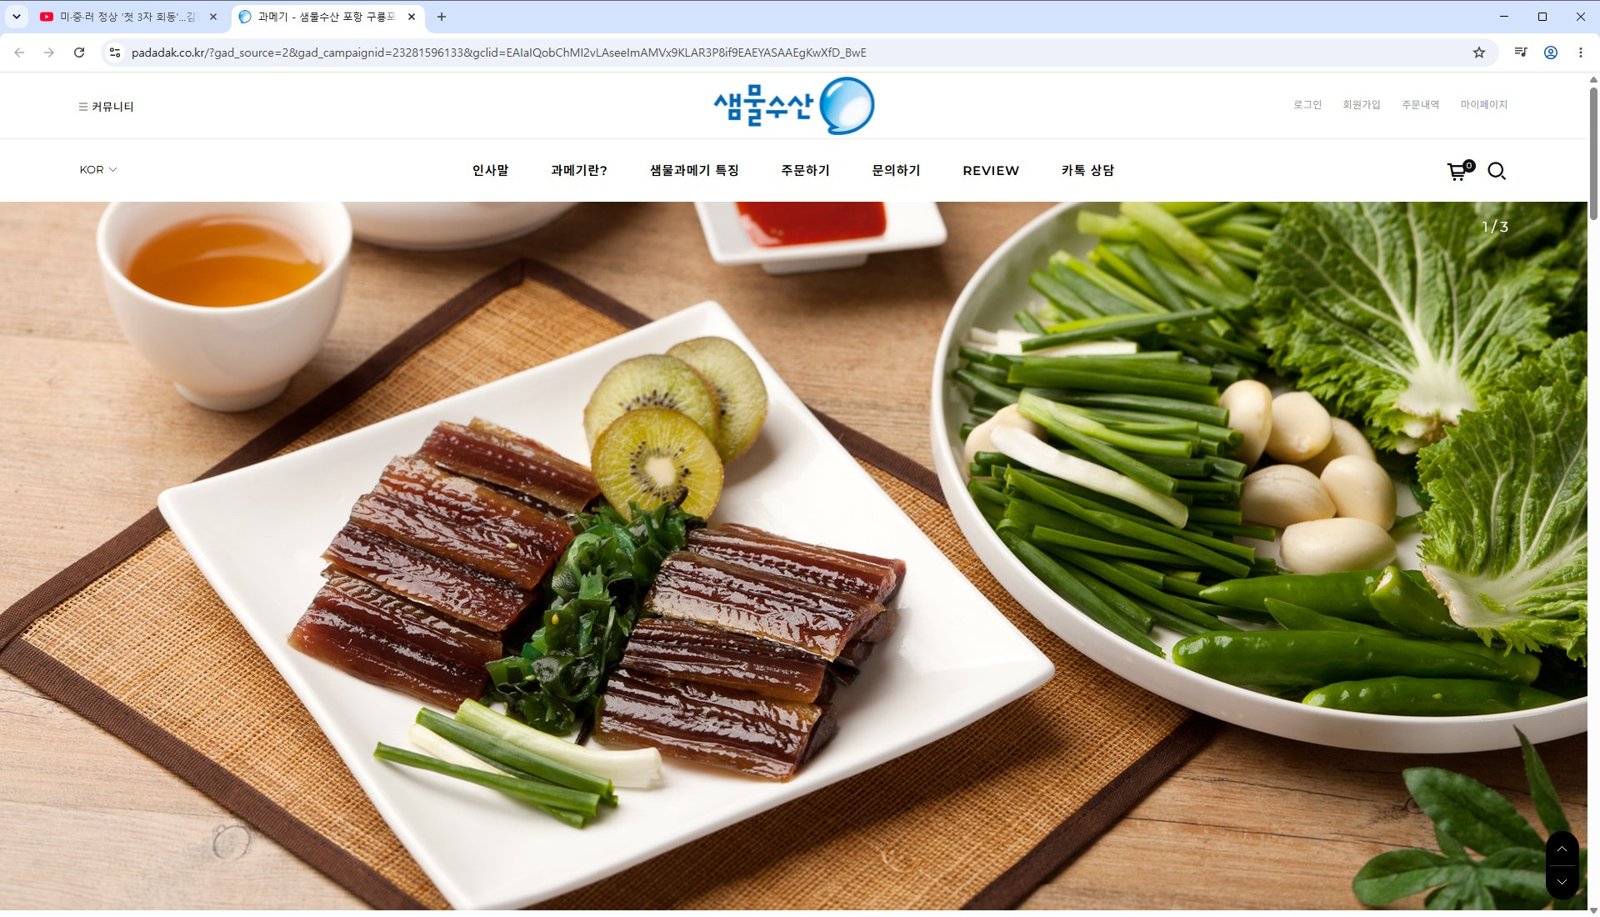 미·중·러 정상 '첫 3자 회동'...김
과메기 - 샘물수산 포항 구룡포
padadak.co.kr/?gad_source=2&gad_campaignid=23281596133&gclid=EAIaIQobChMI2vLAseeImAMVx9KLAR3P8if9EAEYASAAEgKwXfD_BwE
커뮤니티
샘물수산
로그인 회원가입 주문내역 마이페이지
KOR
인사말 과메기란? 샘물과메기 특징 주문하기 문의하기 REVIEW 카톡 상담
0
1 / 3